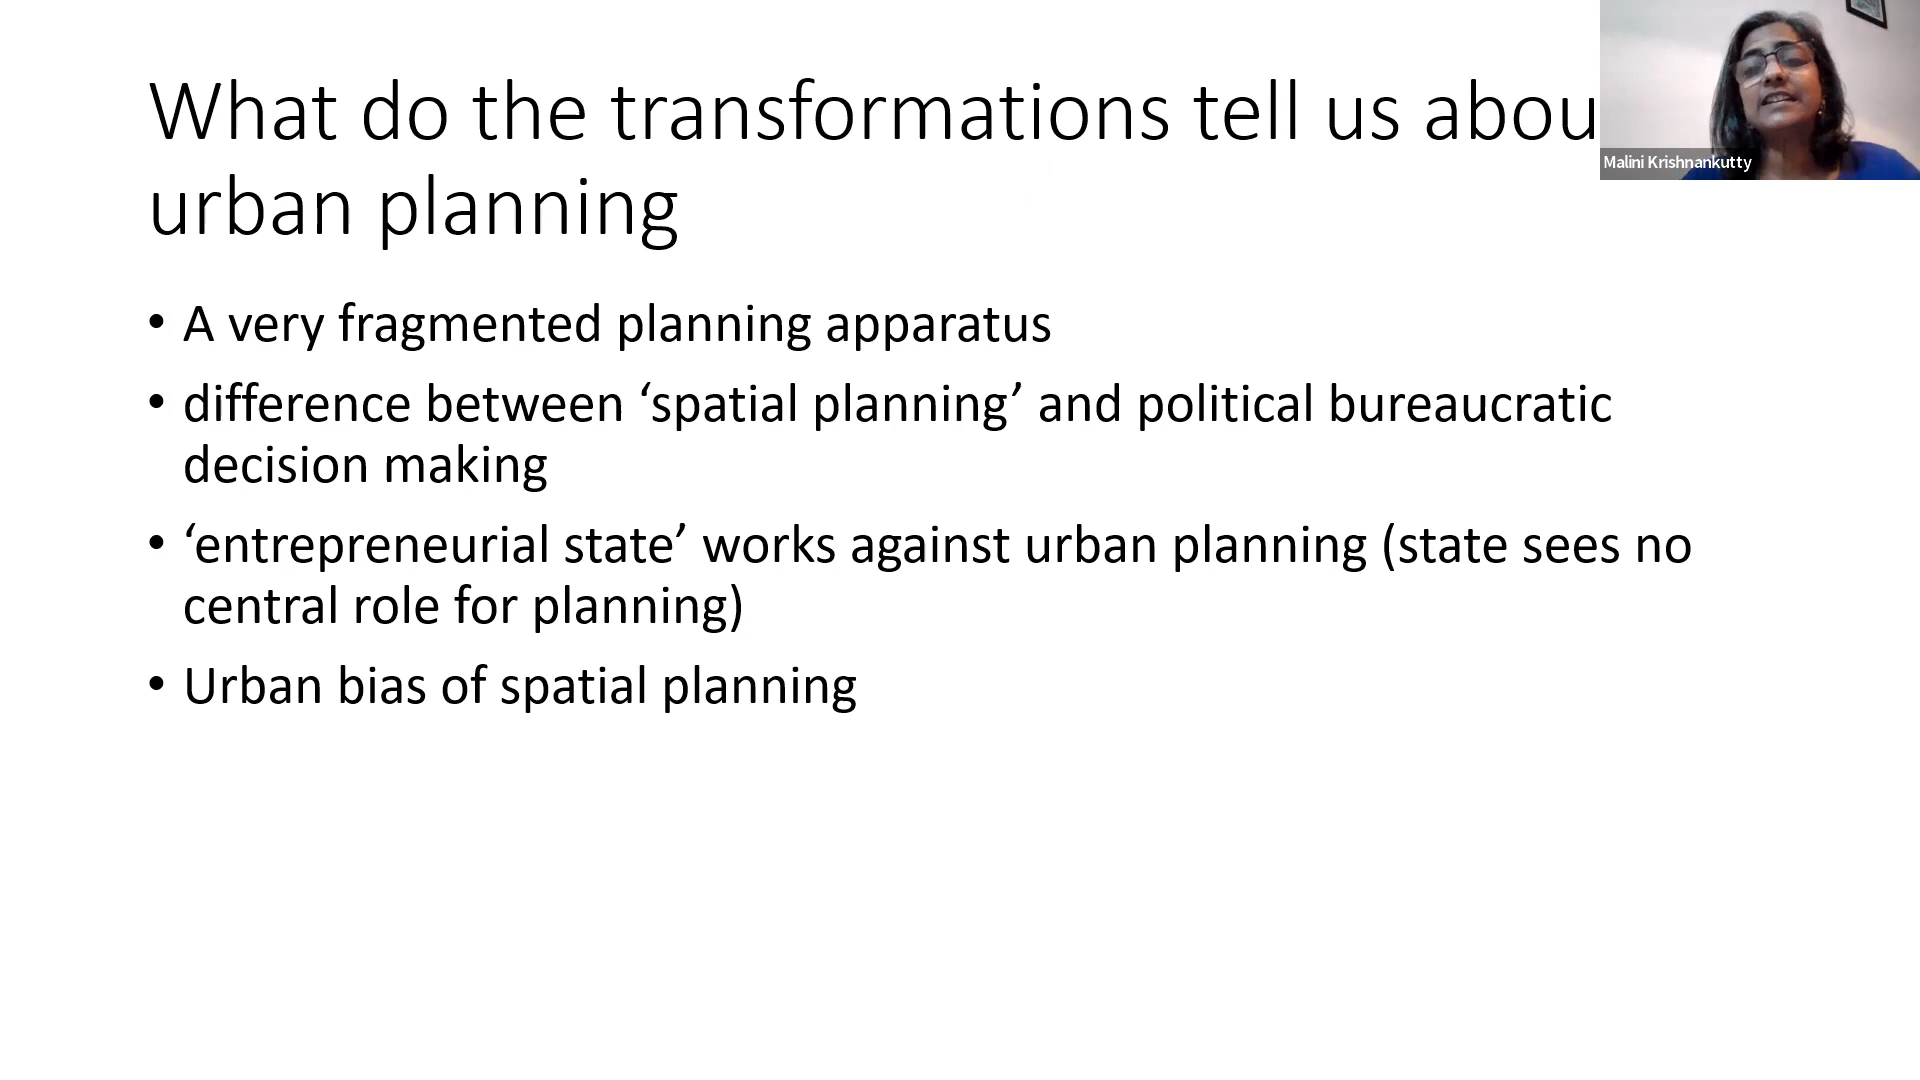 What do the transformations tell us abou
urban planning
Malini Krishnankutty
• A very fragmented planning apparatus
• difference between ‘spatial planning’ and political bureaucratic
decision making
• ‘entrepreneurial state’ works against urban planning (state sees no
central role for planning)
• Urban bias of spatial planning